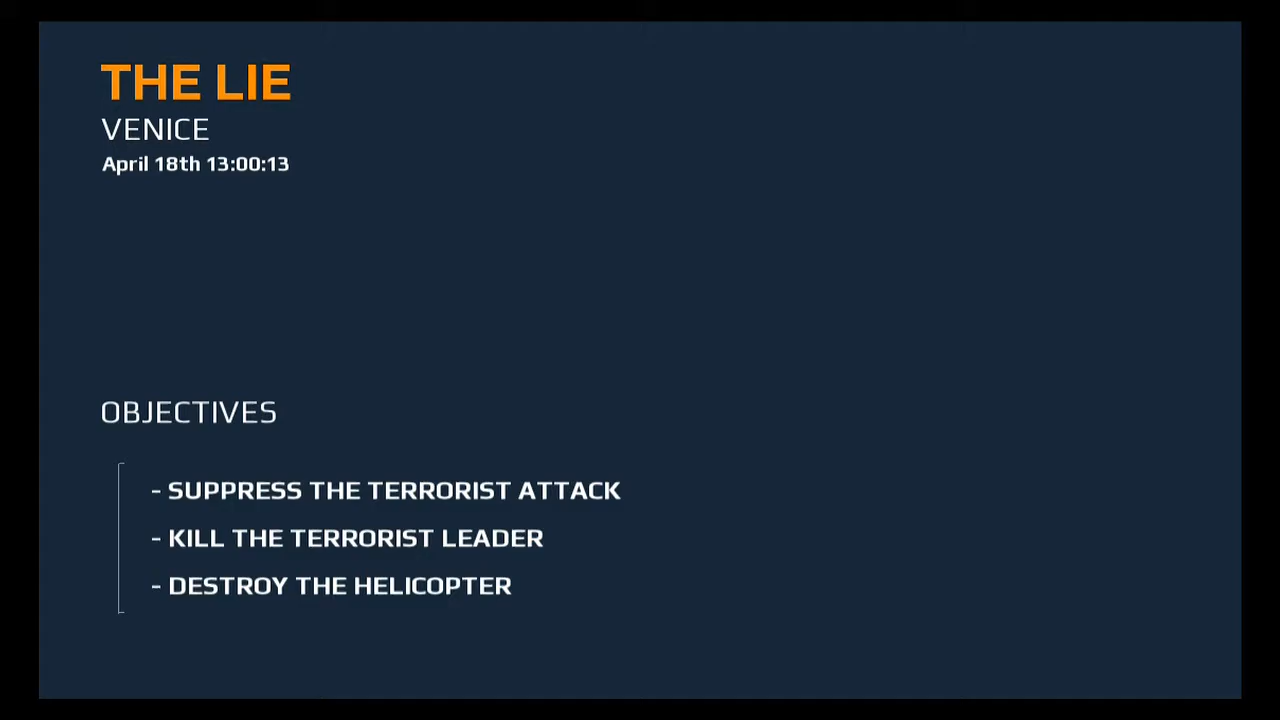 THE LIE
VENICE
April 18th 13:00:13
OBJECTIVES
- SUPPRESS THE TERRORIST ATTACK
- KILL THE TERRORIST LEADER
- DESTROY THE HELICOPTER